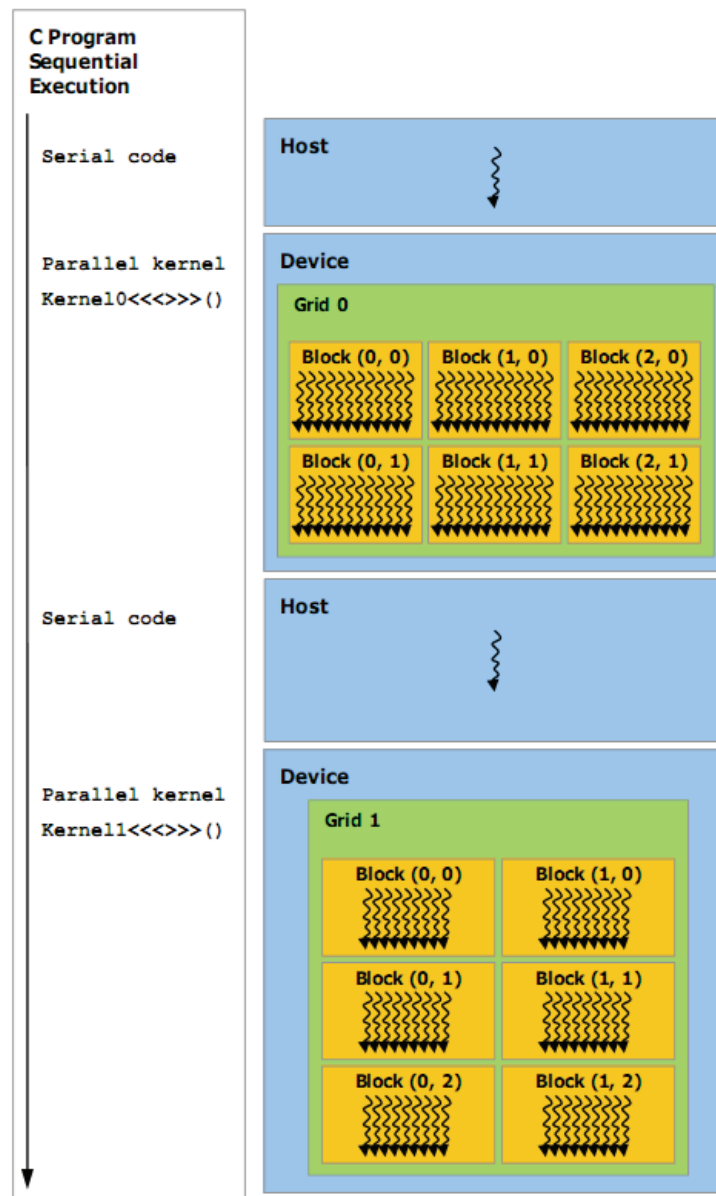 C Program
Sequential
Execution
Serial code
Host
Parallel kernel
Kernel0<<<>>>()
Device
Grid 0
Block (0, 0)
Block (1, 0)
Block (2, 0)
Block (0, 1)
Block (1, 1)
Block (2, 1)
Serial code
Host
Parallel kernel
Kernel1<<<>>>()
Device
Grid 1
Block (0, 0)
Block (1, 0)
Block (0, 1)
Block (1, 1)
Block (0, 2)
Block (1, 2)